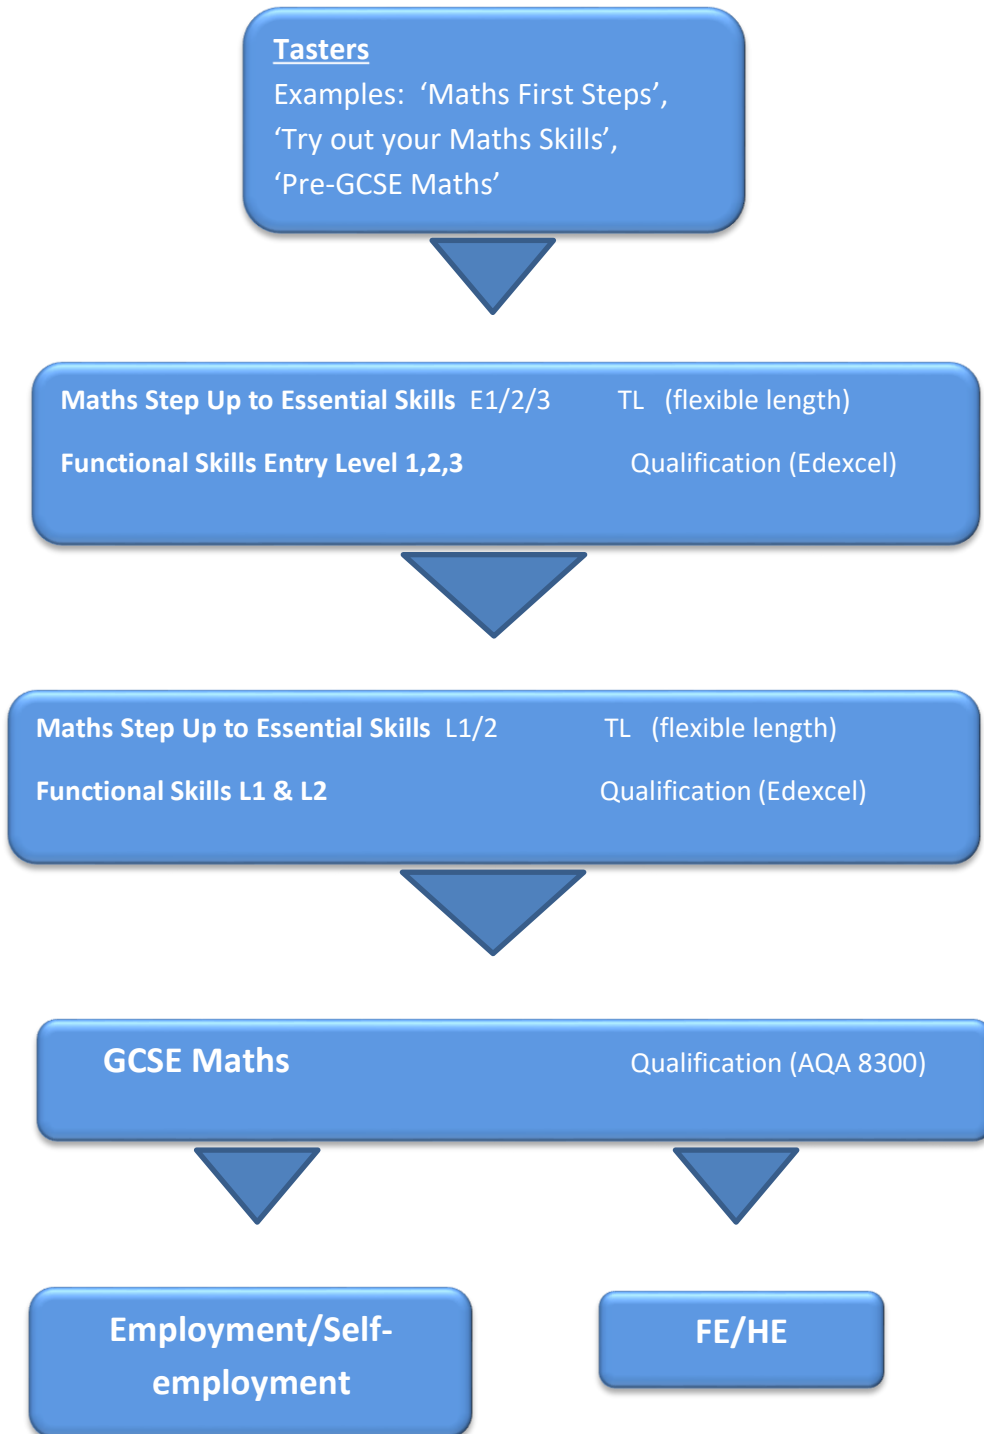 Tasters
Examples: ‘Maths First Steps’,
‘Try out your Maths Skills’,
‘Pre-GCSE Maths’
Maths Step Up to Essential Skills E1/2/3 TL (flexible length)
Functional Skills Entry Level 1,2,3 Qualification (Edexcel)
Maths Step Up to Essential Skills L1/2 TL (flexible length)
Functional Skills L1 & L2 Qualification (Edexcel)
GCSE Maths Qualification (AQA 8300)
Employment/Self-
employment
FE/HE